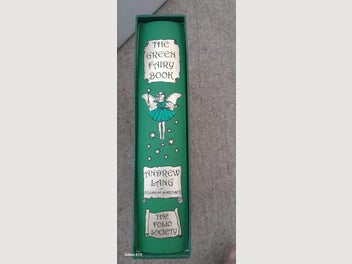 THE
GREEN
FAIRY
BOOK
ANDREW
LANG
THE
FOLIO
SOCIETY